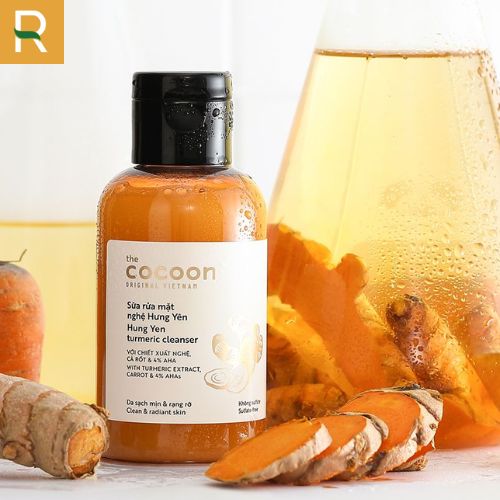 R
the
cocoon
ORIGINAL VIETNAM
Sữa rửa mặt
nghệ Hưng Yên
Hung Yen
turmeric cleanser
VỚI CHIẾT XUẤT NGHỆ,
CÀ RỐT & 4% AHA
WITH TURMERIC EXTRACT,
CARROT & 4% AHAs
Da sạch mịn & rạng rỡ
Clean & radiant skin
Không sulfate
Sulfate-free